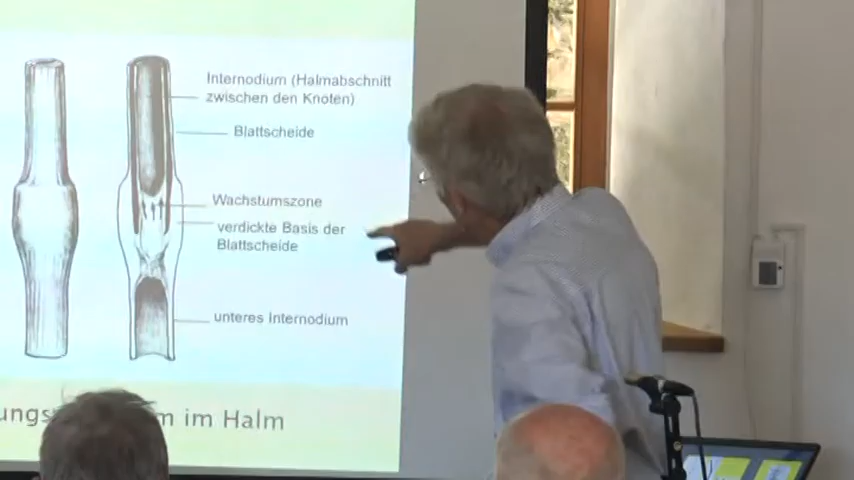 Internodium (Halmabschnitt
zwischen den Knoten)
Blattscheide
Wachstumszone
verdickte Basis der
Blattscheide
unteres Internodium
im Halm